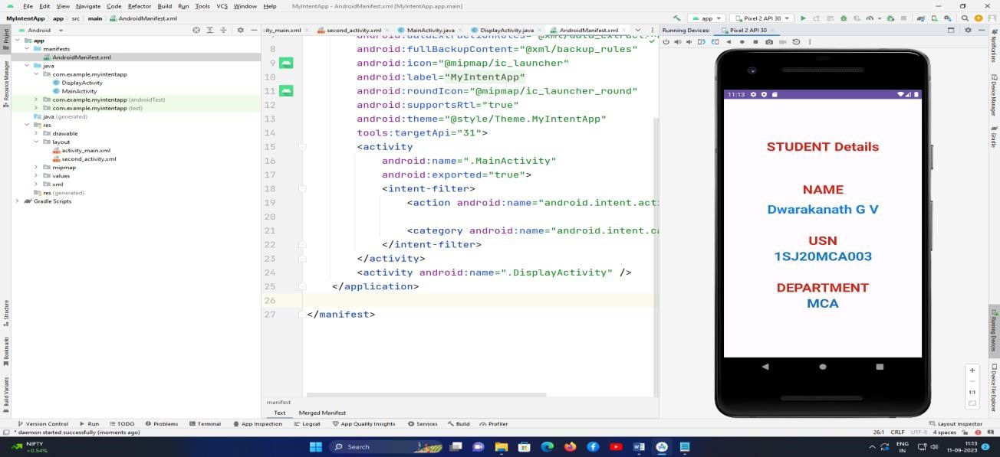 File Edit View Navigate Code Refactor Build Run Tools VCS Window Help MyIntentApp - AndroidManifest.xml [MyIntentApp.app.main]
MyIntentApp app src main AndroidManifest.xml
app Pixel 2 API 30
Android
vity_main.xml second_activity.xml MainActivity.java DisplayActivity.java AndroidManifest.xml
Running Devices: Pixel 2 API 30
Project
Resource Manager
Structure
Bookmarks
Build Variants
app
manifests
AndroidManifest.xml
java
com.example.myintentapp
DisplayActivity
MainActivity
com.example.myintentapp (androidTest)
com.example.myintentapp (test)
java (generated)
res
drawable
layout
activity_main.xml
second_activity.xml
mipmap
values
xml
res (generated)
Gradle Scripts
8 android:fullBackupContent="@xml/backup_rules"
9 android:icon="@mipmap/ic_launcher"
10 android:label="MyIntentApp"
11 android:roundIcon="@mipmap/ic_launcher_round"
12 android:supportsRtl="true"
13 android:theme="@style/Theme.MyIntentApp"
14 tools:targetApi="31">
15 <activity
16 android:name=".MainActivity"
17 android:exported="true">
18 <intent-filter>
19 <action android:name="android.intent.act
20
21 <category android:name="android.intent.ca
22 </intent-filter>
23 </activity>
24 <activity android:name=".DisplayActivity" />
25 </application>
26
27 </manifest>
manifest
Text Merged Manifest
11:13
STUDENT Details
NAME
Dwarakanath G V
USN
1SJ20MCA003
DEPARTMENT
MCA
1:1
Notifications
Device Manager
Gradle
Running Devices
Device File Explorer
Version Control Run TODO Problems Terminal App Inspection Logcat App Quality Insights Services Build Profiler Layout Inspector
* daemon started successfully (moments ago) 26:1 CRLF UTF-8 4 spaces
NIFTY
+0.54%
Search
ENG
IN
11:13
11-09-2023
2